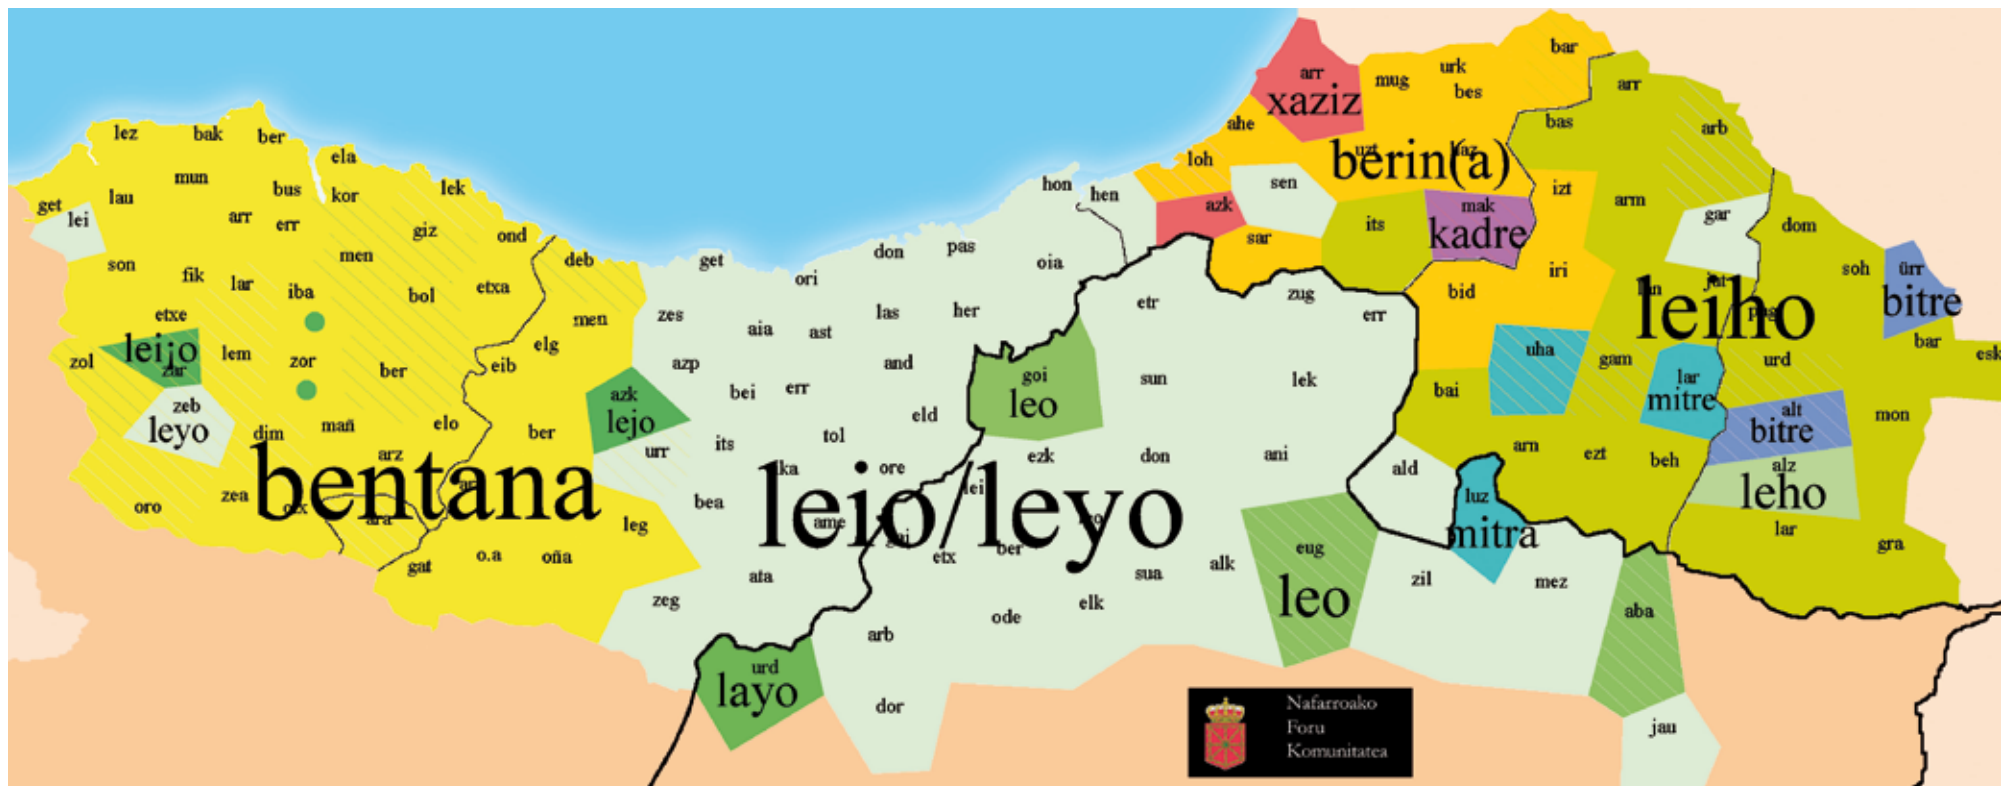 bar
urk
mug
arr
bes
arr
xaziz
ahe
bas
arb
lez
bak
ber
ela
loh
berin(a)
mun
bus
kor
lek
hon
hen
sen
izt
lau
get
lei
arr
err
giz
ond
azk
its
mak
kadre
arm
gar
dom
sar
son
fik
lar
men
deb
get
don
pas
oia
ori
iri
soh
ürr
bitre
iba
bol
etxa
etr
zug
bid
leiho
etxe
leijo
zar
men
zes
aia
ast
las
her
err
zol
lem
zor
ber
elg
eib
azp
and
goi
leo
sun
lek
uha
gam
lar
mitre
urd
bar
esk
zeb
leyo
azk
lejo
bei
err
eld
bai
alt
bitre
mon
dim
mañ
elo
ber
its
tol
arz
urr
ore
ezk
don
ani
ald
arn
ezt
beh
alz
leho
bentana
leio/leyo
oro
zea
ara
leg
bea
ame
lei
luz
mitra
lar
gra
gat
o.a
oña
ata
etx
ber
sua
alk
eug
leo
zil
mez
zeg
arb
ode
elk
aba
urd
layo
dor
jau
Nafarroako
Foru
Komunitatea